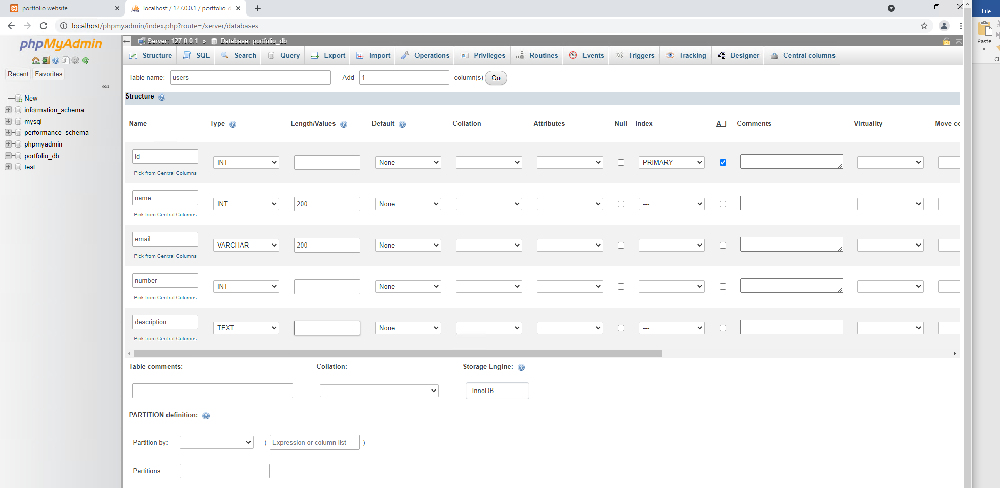 portfolio website
localhost / 127.0.0.1 / portfolio_d
File
localhost/phpmyadmin/index.php?route=/server/databases
Paste
phpMyAdmin
Server: 127.0.0.1 » Database: portfolio_db
Structure SQL Search Query Export Import Operations Privileges Routines Events Triggers Tracking Designer Central columns
Cl
Recent Favorites
Table name: users Add 1 column(s) Go
Structure
New
information_schema
mysql
performance_schema
phpmyadmin
portfolio_db
test
Name Type Length/Values Default Collation Attributes Null Index A_I Comments Virtuality Move co
id INT None PRIMARY
Pick from Central Columns
name INT 200 None ---
Pick from Central Columns
email VARCHAR 200 None ---
Pick from Central Columns
number INT None ---
Pick from Central Columns
description TEXT None ---
Pick from Central Columns
Table comments: Collation: Storage Engine:
InnoDB
PARTITION definition:
Partition by: ( Expression or column list )
Partitions: